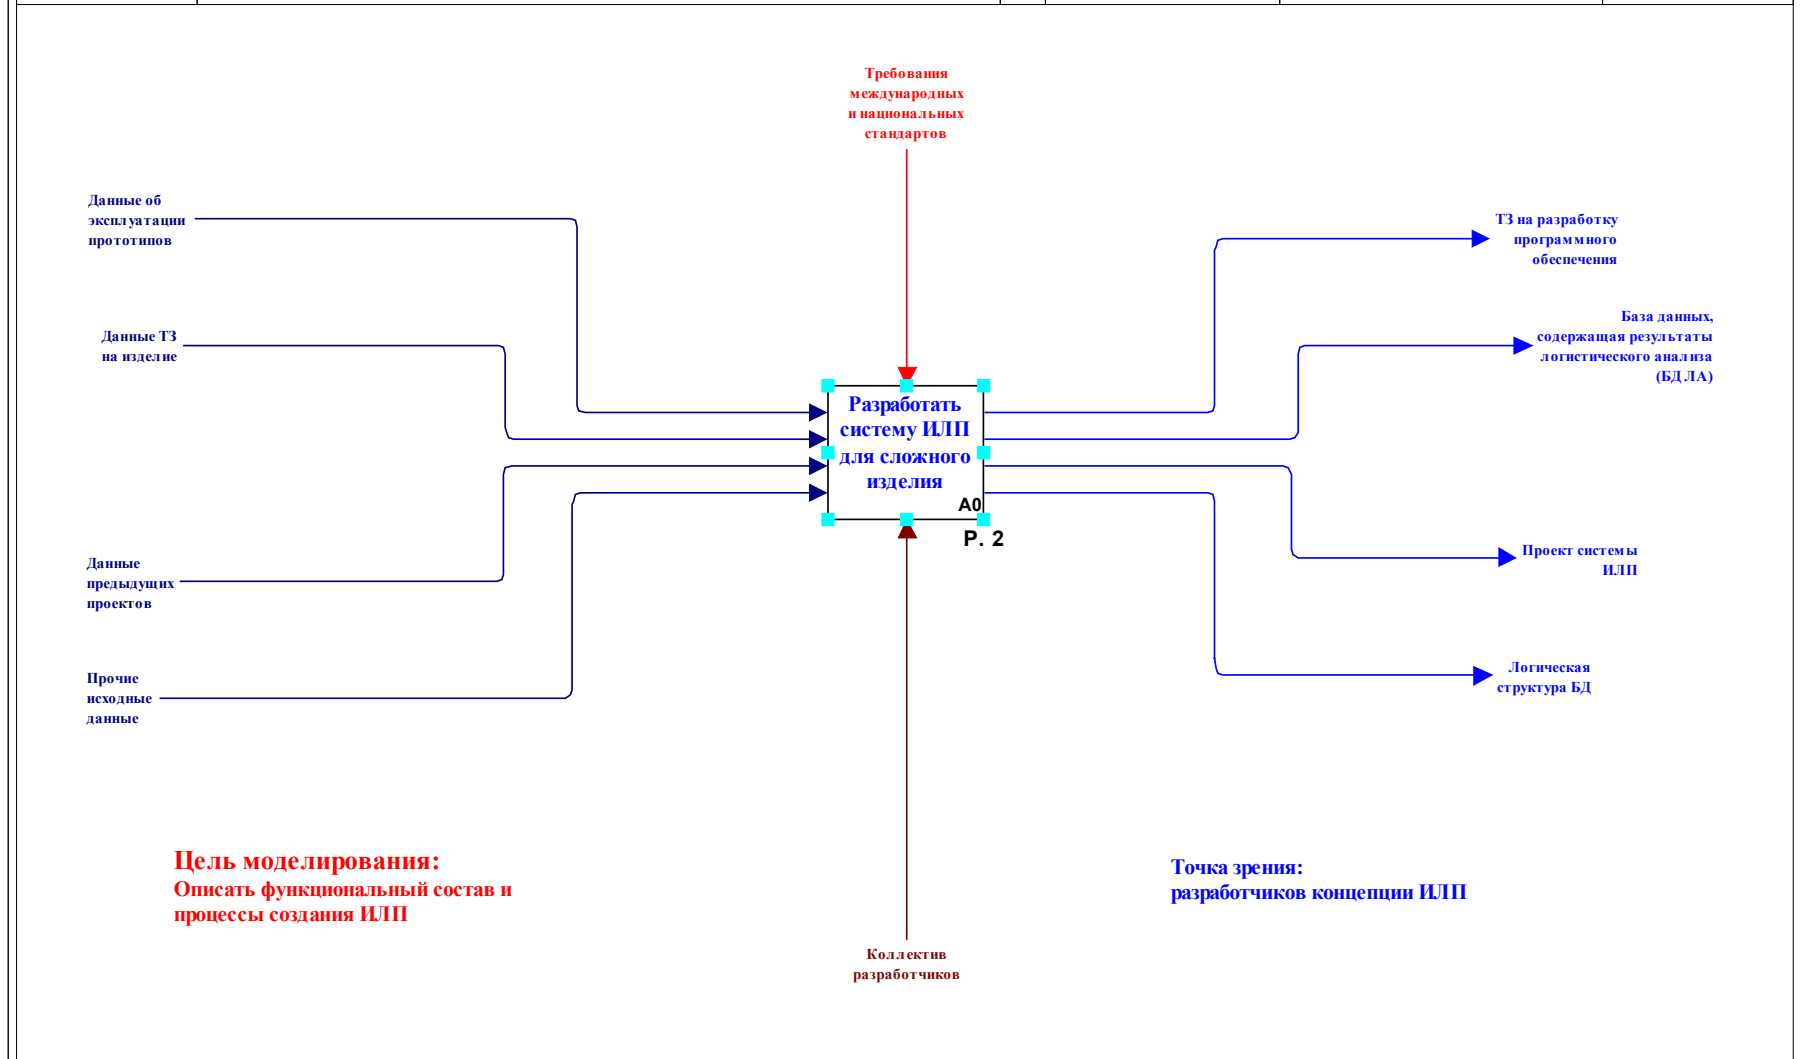 Требования
международных
и национальных
стандартов
Данные об
эксплуатации
прототипов
Данные ТЗ
на изделие
Данные
предыдущих
проектов
Прочие
исходные
данные
Разработать
систему ИЛП
для сложного
изделия
A0
P. 2
ТЗ на разработку
программного
обеспечения
База данных,
содержащая результаты
логистического анализа
(БД ЛА)
Проект системы
ИЛП
Логическая
структура БД
Цель моделирования:
Описать функциональный состав и
процессы создания ИЛП
Точка зрения:
разработчиков концепции ИЛП
Коллектив
разработчиков